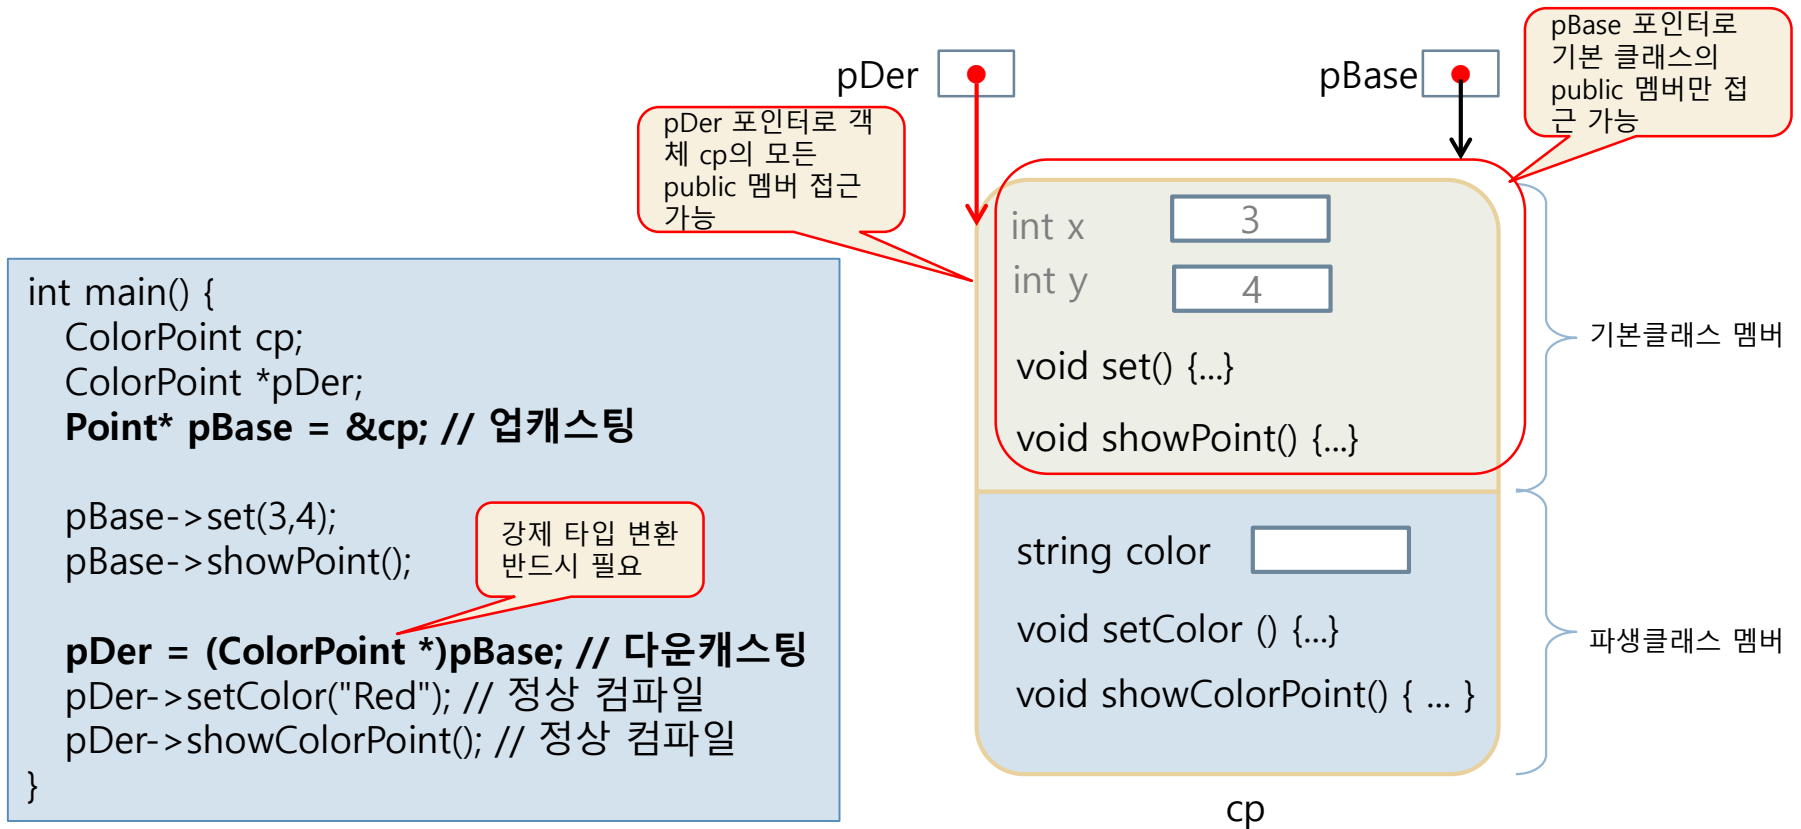 pDer
pBase
pBase 포인터로
기본 클래스의
public 멤버만 접
근 가능
pDer 포인터로 객
체 cp의 모든
public 멤버 접근
가능
int main() {
ColorPoint cp;
ColorPoint *pDer;
Point* pBase = &cp; // 업캐스팅
pBase->set(3,4);
pBase->showPoint();
강제 타입 변환
반드시 필요
pDer = (ColorPoint *)pBase; // 다운캐스팅
pDer->setColor("Red"); // 정상 컴파일
pDer->showColorPoint(); // 정상 컴파일
}
int x 3
int y 4
void set() {...}
void showPoint() {...}
기본클래스 멤버
string color
void setColor () {...}
void showColorPoint() { ... }
파생클래스 멤버
cp